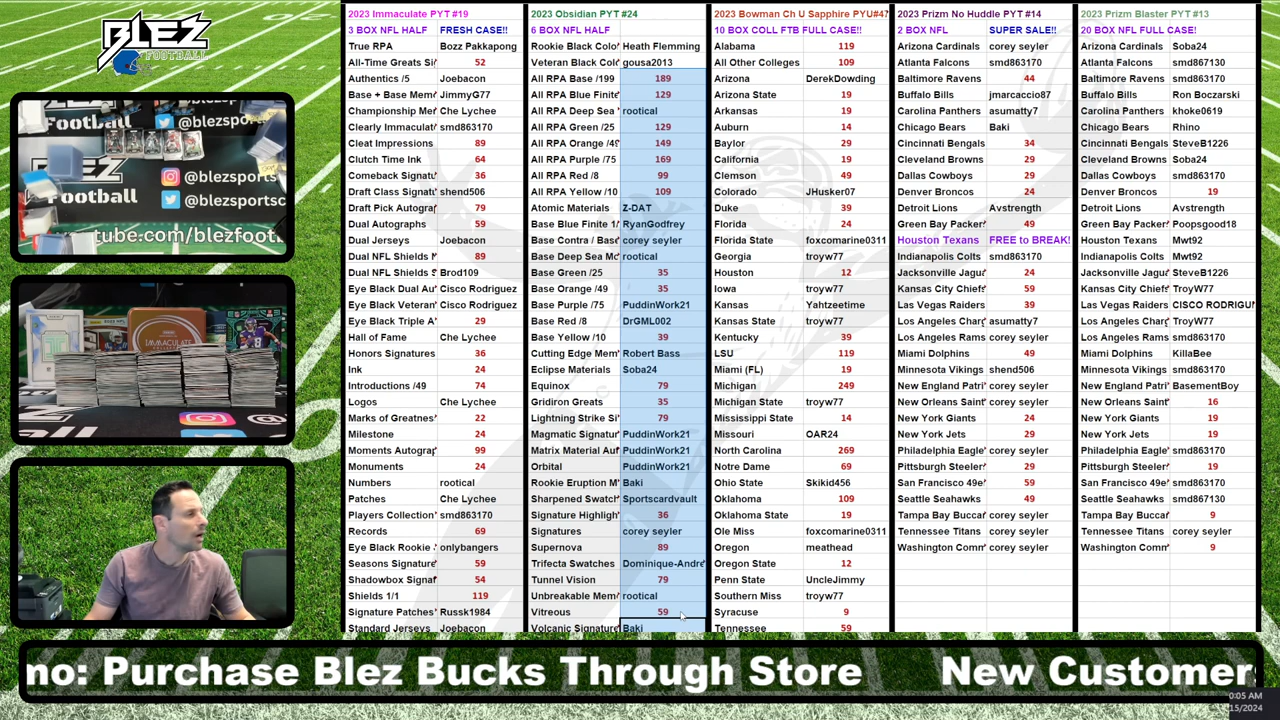 BLEZ
FOOTBALL
Football
@blezsports
@blezsportsc
Football
@blezsportsc
tube.com/blezfootl
IMMACULATE
2023 Immaculate PYT #19
3 BOX NFL HALF FRESH CASE!!
True RPA Bozz Pakkapong
All-Time Greats Si 52
Authentics /5 Joebacon
Base + Base Mem JimmyG77
Championship Mer Che Lychee
Clearly Immaculat smd863170
Cleat Impressions 89
Clutch Time Ink 64
Comeback Signatu 36
Draft Class Signat shend506
Draft Pick Autogra 79
Dual Autographs 59
Dual Jerseys Joebacon
Dual NFL Shields 89
Dual NFL Shields S Brod109
Eye Black Dual Au Cisco Rodriguez
Eye Black Veteran Cisco Rodriguez
Eye Black Triple A 29
Hall of Fame Che Lychee
Honors Signatures 36
Ink 24
Introductions /49 74
Logos Che Lychee
Marks of Greatnes 22
Milestone 24
Moments Autogra 99
Monuments 24
Numbers rootical
Patches Che Lychee
Players Collection smd863170
Records 69
Eye Black Rookie onlybangers
Seasons Signature 59
Shadowbox Signat 54
Shields 1/1 119
Signature Patches Russk1984
Standard Jerseys Joebacon
2023 Obsidian PYT #24
6 BOX NFL HALF
Rookie Black Colo Heath Flemming
Veteran Black Col gousa2013
All RPA Base /199 189
All RPA Blue Finite 129
All RPA Deep Sea rootical
All RPA Green /25 129
All RPA Orange /49 149
All RPA Purple /75 169
All RPA Red /8 99
All RPA Yellow /10 109
Atomic Materials Z-DAT
Base Blue Finite 1/ RyanGodfrey
Base Contra / Base corey seyler
Base Deep Sea Mo rootical
Base Green /25 35
Base Orange /49 35
Base Purple /75 PuddinWork21
Base Red /8 DrGML002
Base Yellow /10 39
Cutting Edge Mem Robert Bass
Eclipse Materials Soba24
Equinox 79
Gridiron Greats 35
Lightning Strike Si 79
Magmatic Signatur PuddinWork21
Matrix Material Aut PuddinWork21
Orbital PuddinWork21
Rookie Eruption M Baki
Sharpened Swatch Sportscardvault
Signature Highligh 36
Signatures corey seyler
Supernova 89
Trifecta Swatches Dominique-Andre
Tunnel Vision 79
Unbreakable Mem rootical
Vitreous 59
Volcanic Signature Baki
2023 Bowman Ch U Sapphire PYU#47
10 BOX COLL FTB FULL CASE!!
Alabama 119
All Other Colleges 109
Arizona DerekDowding
Arizona State 19
Arkansas 19
Auburn 14
Baylor 29
California 19
Clemson 49
Colorado JHusker07
Duke 39
Florida 24
Florida State foxcomarine0311
Georgia troyw77
Houston 12
Iowa troyw77
Kansas Yahtzeetime
Kansas State troyw77
Kentucky 39
LSU 119
Miami (FL) 19
Michigan 249
Michigan State troyw77
Mississippi State 14
Missouri OAR24
North Carolina 269
Notre Dame 69
Ohio State Skikid456
Oklahoma 109
Oklahoma State 19
Ole Miss foxcomarine0311
Oregon meathead
Oregon State 12
Penn State UncleJimmy
Southern Miss troyw77
Syracuse 9
Tennessee 59
2023 Prizm No Huddle PYT #14
2 BOX NFL SUPER SALE!!
Arizona Cardinals corey seyler
Atlanta Falcons smd863170
Baltimore Ravens 44
Buffalo Bills jmarccio87
Carolina Panthers asumatty7
Chicago Bears Baki
Cincinnati Bengals 34
Cleveland Browns 29
Dallas Cowboys 29
Denver Broncos 24
Detroit Lions Avstrength
Green Bay Packer 49
Houston Texans FREE to BREAK!
Indianapolis Colts smd863170
Jacksonville Jagu 24
Kansas City Chiefs 59
Las Vegas Raiders 39
Los Angeles Charg asumatty7
Los Angeles Rams corey seyler
Miami Dolphins 49
Minnesota Vikings shend506
New England Patri corey seyler
New Orleans Saint corey seyler
New York Giants 24
New York Jets 29
Philadelphia Eagle corey seyler
Pittsburgh Steeler 29
San Francisco 49e 59
Seattle Seahawks 49
Tampa Bay Buccar corey seyler
Tennessee Titans corey seyler
Washington Comr corey seyler
2023 Prizm Blaster PYT #13
20 BOX NFL FULL CASE!
Arizona Cardinals Soba24
Atlanta Falcons smd867130
Baltimore Ravens smd863170
Buffalo Bills Ron Boczarski
Carolina Panthers khoke0619
Chicago Bears Rhino
Cincinnati Bengals SteveB1226
Cleveland Browns Soba24
Dallas Cowboys smd863170
Denver Broncos 19
Detroit Lions Avstrength
Green Bay Packer Poopsgood18
Houston Texans Mwt92
Indianapolis Colts Mwt92
Jacksonville Jagu SteveB1226
Kansas City Chiefs TroyW77
Las Vegas Raiders CISCO RODRIGU
Los Angeles Charg TroyW77
Los Angeles Rams smd863170
Miami Dolphins KillaBee
Minnesota Vikings smd863170
New England Patri BasementBoy
New Orleans Saint 16
New York Giants 19
New York Jets 19
Philadelphia Eagle smd863170
Pittsburgh Steeler 19
San Francisco 49e smd863170
Seattle Seahawks smd867130
Tampa Bay Buccar 9
Tennessee Titans corey seyler
Washington Comr 9
no: Purchase Blez Bucks Through Store New Customer
0:05 AM
15/2024